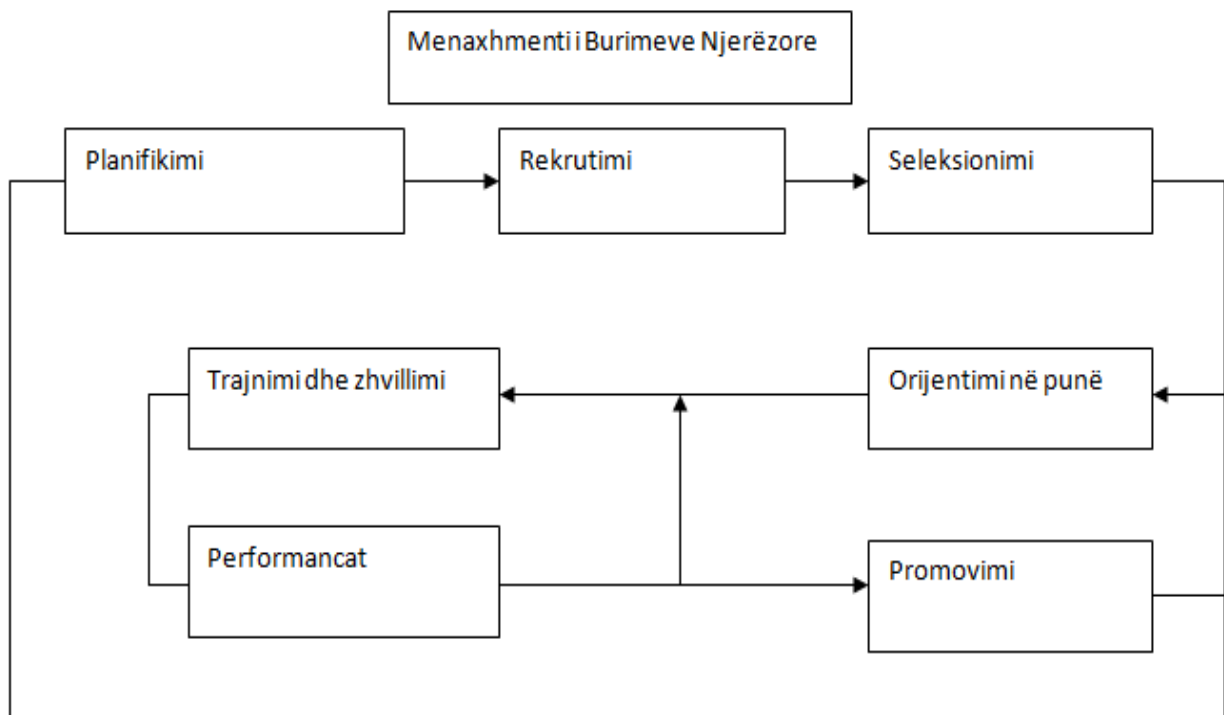 Menaxhmenti i Burimeve Njerëzore
Planifikimi
Rekrutimi
Seleksionimi
Trajnimi dhe zhvillimi
Orijentimi në punë
Performancat
Promovimi